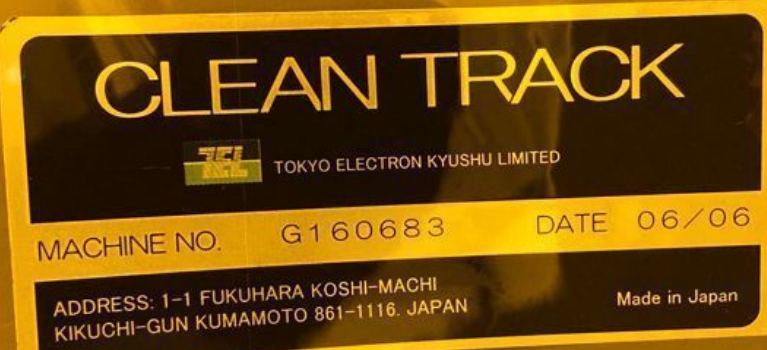 CLEAN TRACK
TEL TOKYO ELECTRON KYUSHU LIMITED
MACHINE NO. G160683 DATE 06/06
ADDRESS: 1-1 FUKUHARA KOSHI-MACHI
KIKUCHI-GUN KUMAMOTO 861-1116. JAPAN
Made in Japan